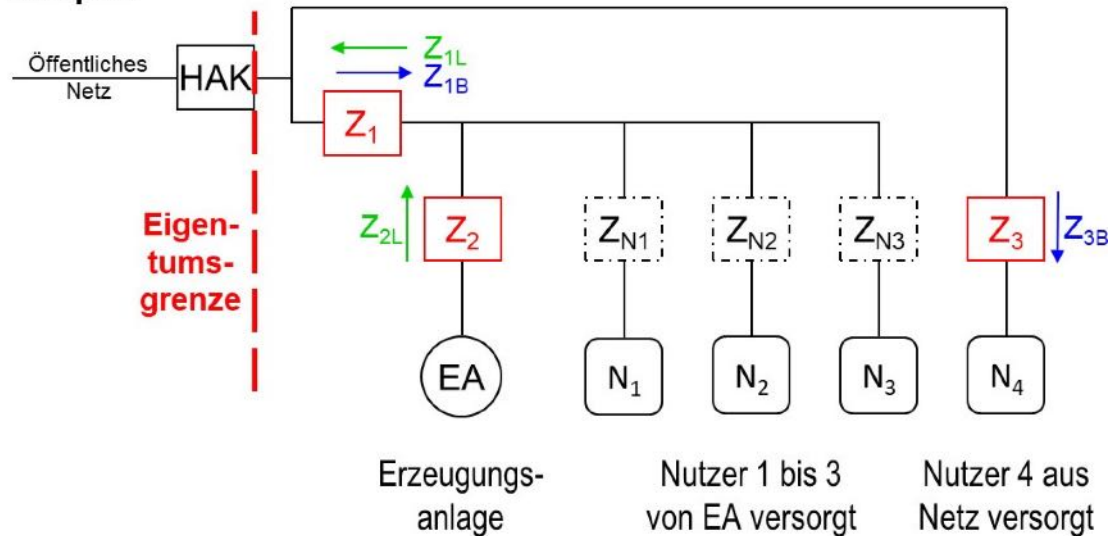 Öffentliches
Netz
HAK
Z1L
Z1B
Z1
Eigen-
tums-
grenze
Z2L
Z2
ZN1
ZN2
ZN3
Z3
Z3B
EA
N1
N2
N3
N4
Erzeugungs-
anlage
Nutzer 1 bis 3
von EA versorgt
Nutzer 4 aus
Netz versorgt